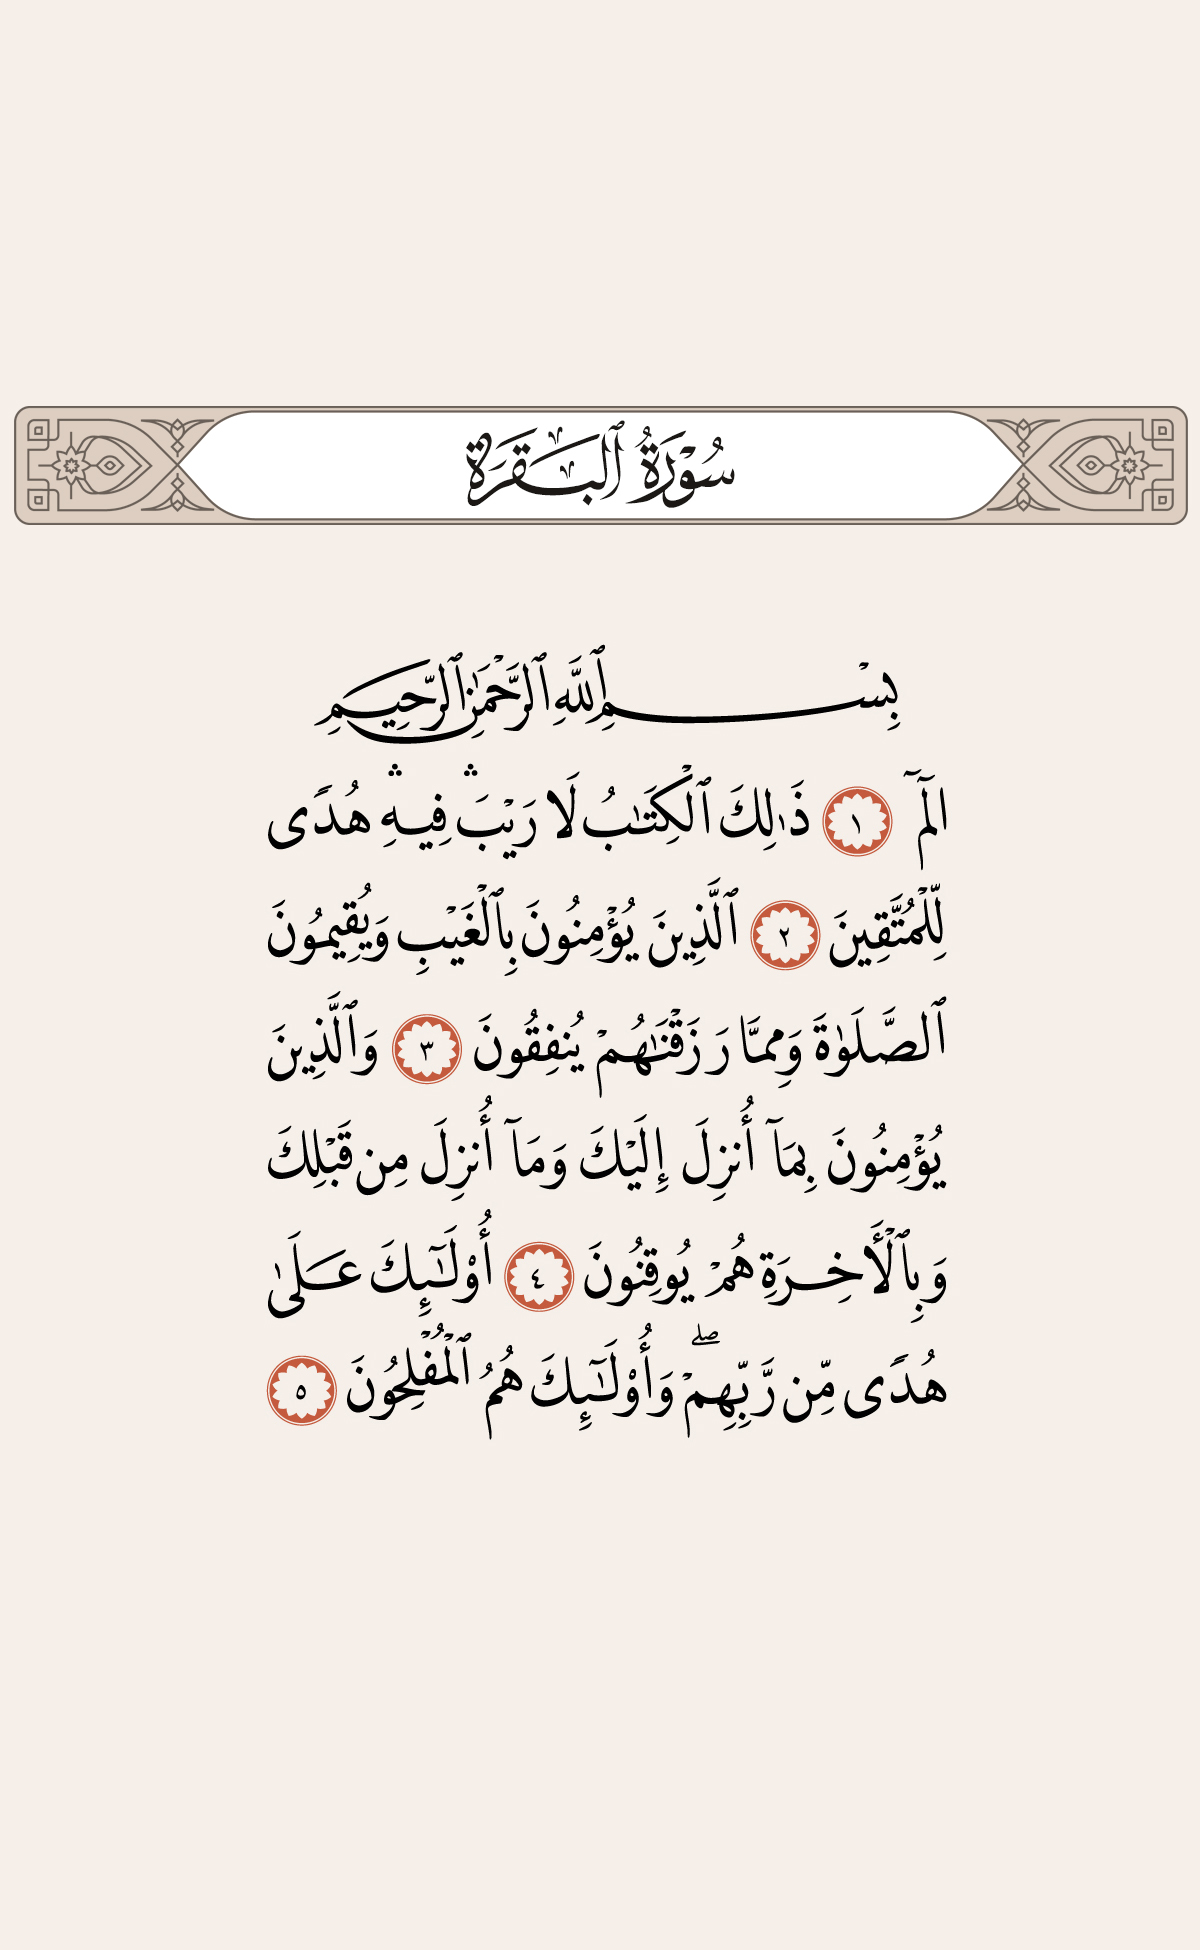 سُورَةُ ٱلْبَقَرَةِ
بِسْمِ ٱللَّهِ ٱلرَّحْمَٰنِ ٱلرَّحِيمِ
الٓمٓ ١ ذَٰلِكَ ٱلْكِتَٰبُ لَا رَيْبَۛ فِيهِۛ هُدًى
لِّلْمُتَّقِينَ ٢ ٱلَّذِينَ يُؤْمِنُونَ بِٱلْغَيْبِ وَيُقِيمُونَ
ٱلصَّلَوٰةَ وَمِمَّا رَزَقْنَٰهُمْ يُنفِقُونَ ٣ وَٱلَّذِينَ
يُؤْمِنُونَ بِمَآ أُنزِلَ إِلَيْكَ وَمَآ أُنزِلَ مِن قَبْلِكَ
وَبِٱلْأَخِرَةِ هُمْ يُوقِنُونَ ٤ أُو۟لَٰٓئِكَ عَلَىٰ
هُدًى مِّن رَّبِّهِمْۖ وَأُو۟لَٰٓئِكَ هُمُ ٱلْمُفْلِحُونَ ٥